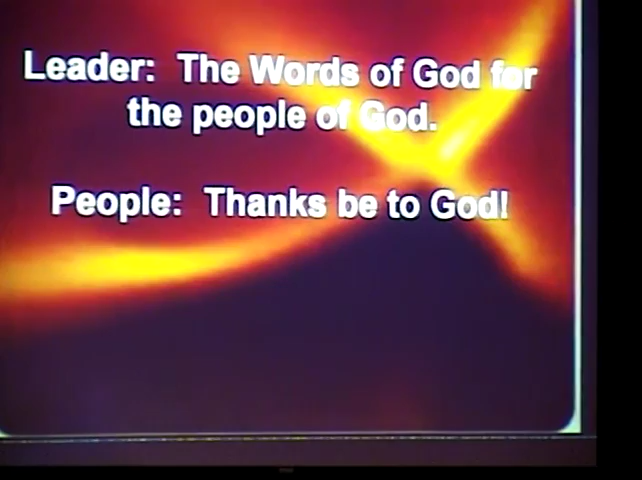 Leader: The Words of God for
the people of God.
People: Thanks be to God!